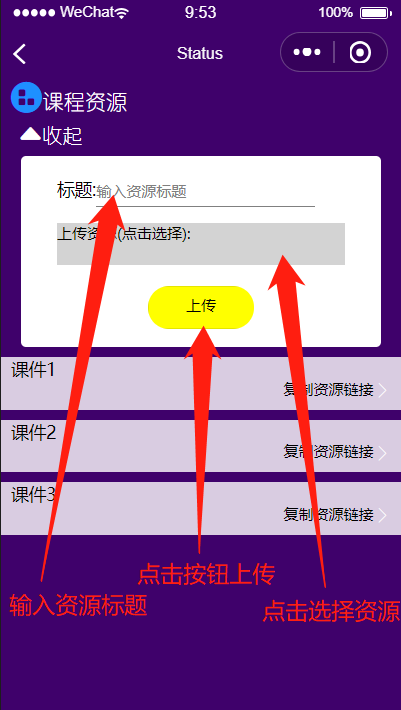 WeChat 9:53 100%
Status
课程资源
收起
标题:输入资源标题
上传资源(点击选择):
上传
课件1
复制资源链接
课件2
复制资源链接
课件3
复制资源链接
点击按钮上传
输入资源标题
点击选择资源